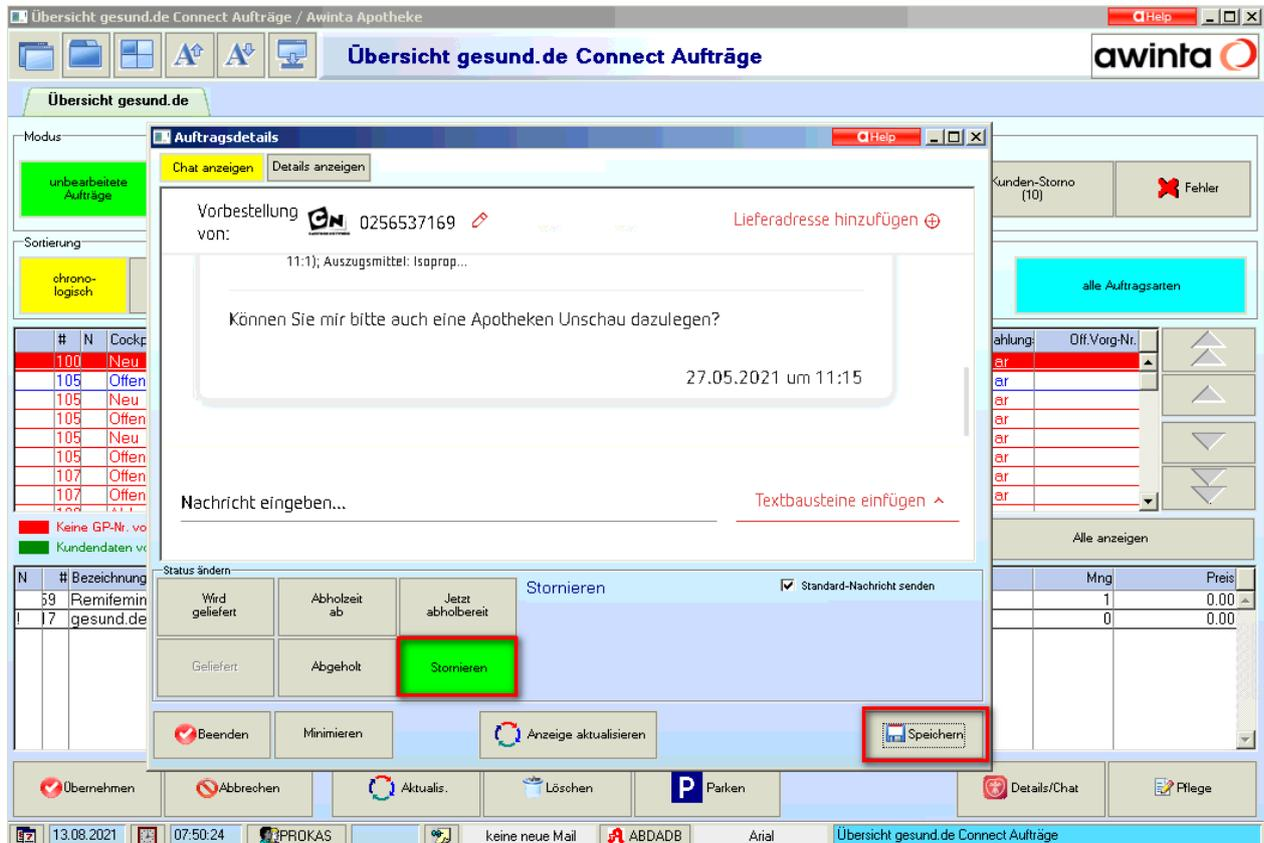 Übersicht gesund.de Connect Aufträge / Awinta Apotheke
Help
Übersicht gesund.de Connect Aufträge
awinta
Übersicht gesund.de
Modus
unbearbeitete
Aufträge
Kunden-Storno
(10)
Fehler
Sortierung
chrono-
logisch
alle Auftragsarten
Auftragsdetails
Help
Chat anzeigen
Details anzeigen
Vorbestellung
von:
CN
0256537169
Lieferadresse hinzufügen
11:1); Auszugsmittel: Isoprop...
Können Sie mir bitte auch eine Apotheken Unschau dazulegen?
27.05.2021 um 11:15
Nachricht eingeben...
Textbausteine einfügen
Status ändern
Wird
geliefert
Abholzeit
ab
Jetzt
abholbereit
Stornieren
Standard-Nachricht senden
Geliefert
Abgeholt
Stornieren
Beenden
Minimieren
Anzeige aktualisieren
Speichern
# N Cockp
100 Neu
105 Offen
105 Neu
105 Offen
105 Neu
105 Offen
107 Offen
107 Offen
ahlung: Off.Vorg-Nr.
ar
ar
ar
ar
ar
ar
ar
ar
Keine GP-Nr. vo
Kundendaten vo
Alle anzeigen
N # Bezeichnung Mng Preis
59 Remifemin 1 0.00
! 17 gesund.de 0 0.00
Übernehmen
Abbrechen
Aktualis.
Löschen
P Parken
Details/Chat
Pflege
13.08.2021 07:50:24 PROKAS keine neue Mail ABDADB Arial Übersicht gesund.de Connect Aufträge